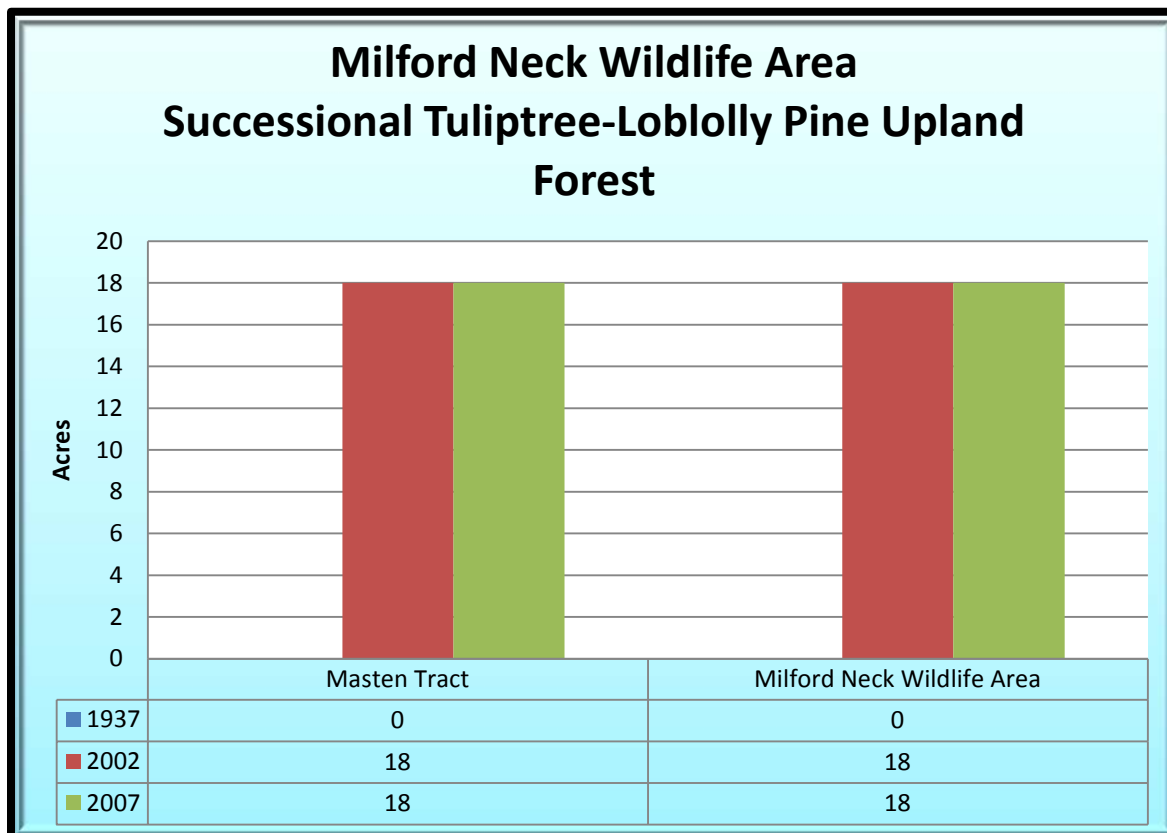 Milford Neck Wildlife Area
Successional Tuliptree-Loblolly Pine Upland
Forest
20
18
16
14
12
10
8
6
4
2
0
Acres
Masten Tract Milford Neck Wildlife Area
1937 0 0
2002 18 18
2007 18 18